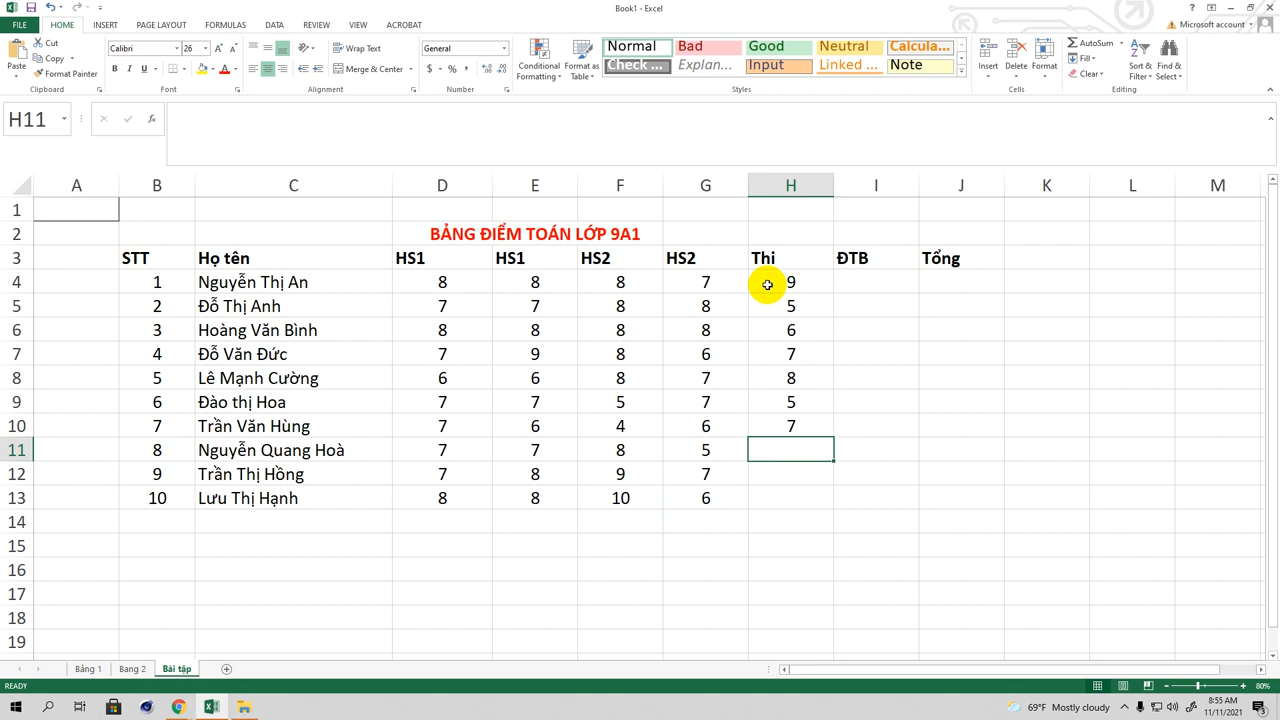 Book1 - Excel
FILE HOME INSERT PAGE LAYOUT FORMULAS DATA REVIEW VIEW ACROBAT Microsoft account
Cut
Copy
Format Painter
Paste
Clipboard
Calibri 26
B I U
Font
Wrap Text
Merge & Center
Alignment
General
$ % ,
Number
Conditional Formatting
Format as Table
Normal Bad Good Neutral Calcula...
Check ... Explan... Input Linked ... Note
Styles
Insert Delete Format
Cells
AutoSum
Fill
Clear
Sort & Filter
Find & Select
Editing
H11
fx
A B C D E F G H I J K L M
1
2 BẢNG ĐIỂM TOÁN LỚP 9A1
3 STT Họ tên HS1 HS1 HS2 HS2 Thi ĐTB Tổng
4 1 Nguyễn Thị An 8 8 8 7 9
5 2 Đỗ Thị Anh 7 7 8 8 5
6 3 Hoàng Văn Bình 8 8 8 8 6
7 4 Đỗ Văn Đức 7 9 8 6 7
8 5 Lê Mạnh Cường 6 6 8 7 8
9 6 Đào thị Hoa 7 7 5 7 5
10 7 Trần Văn Hùng 7 6 4 6 7
11 8 Nguyễn Quang Hoà 7 7 8 5
12 9 Trần Thị Hồng 7 8 9 7
13 10 Lưu Thị Hạnh 8 8 10 6
14
15
16
17
18
19
Bảng 1 Bang 2 Bài tập
READY 80%
69°F Mostly cloudy 8:55 AM
11/11/2021